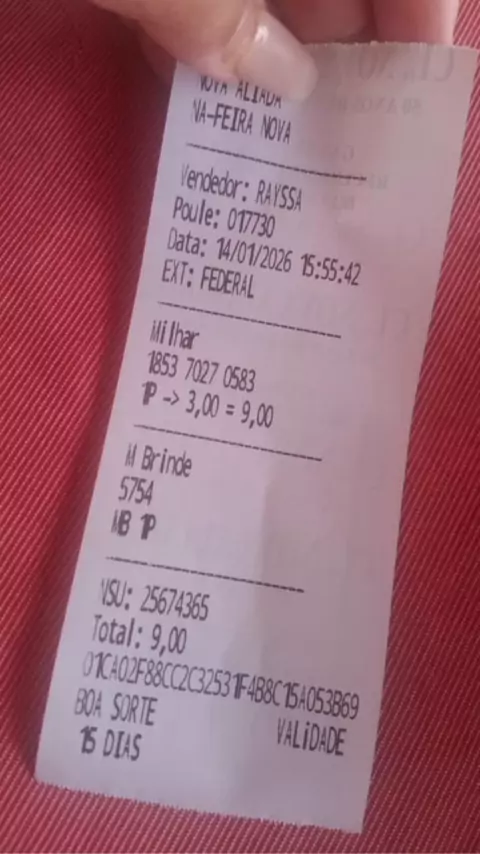 NOVA ALIADA
NA-FEIRA NOVA
Vendedor: RAYSSA
Poule: 017730
Data: 14/01/2026 15:55:42
EXT: FEDERAL
Milhar
1853 7027 0583
1P -> 3,00 = 9,00
M Brinde
5754
MB 1P
NSU: 25674365
Total: 9,00
01CA02F88CC2C32531F4B8C15A053B69
BOA SORTE VALiDADE
15 DIAS